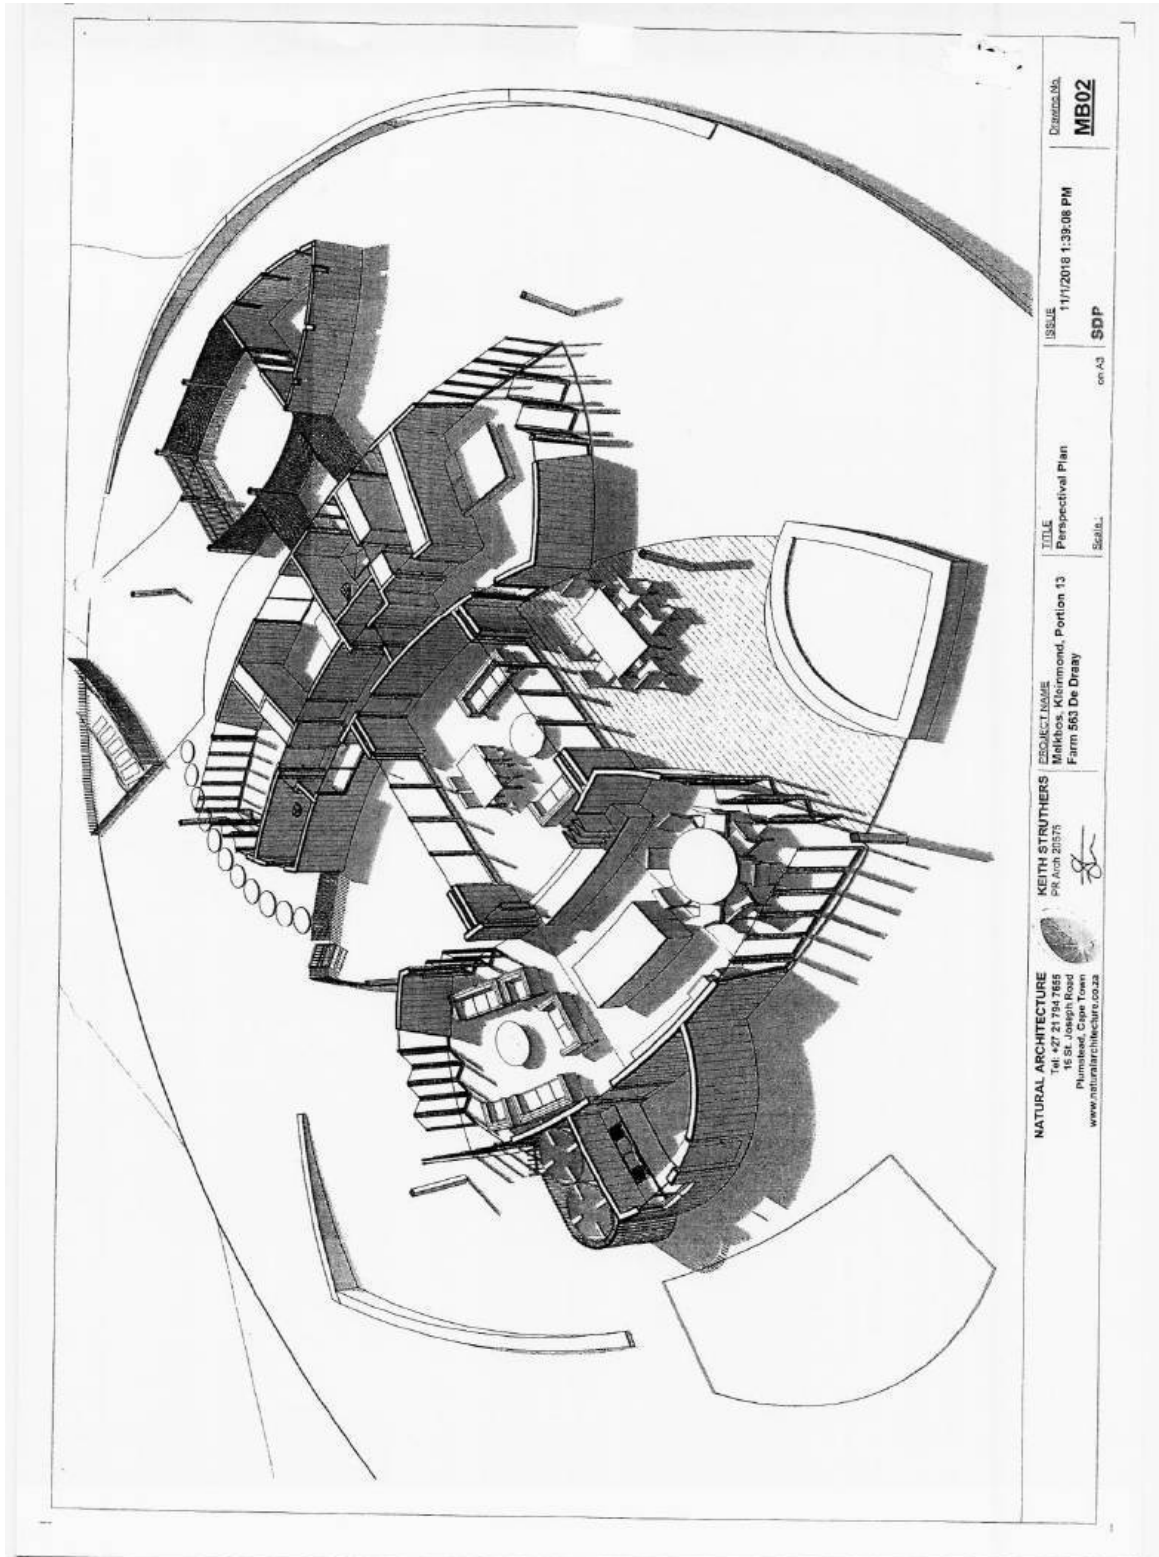 NATURAL ARCHITECTURE
Tel: +27 21 794 7655
16 St. Joseph Road
Plumstead, Cape Town
www.naturalarchitecture.co.za
KEITH STRUTHERS
PR Arch 20575
PROJECT NAME
Melkbos, Kleinmond, Portion 13
Farm 563 De Draay
TITLE
Perspectival Plan
Scale:
on A3
ISSUE
11/1/2018 1:39:08 PM
SDP
Drawing No.
MB02